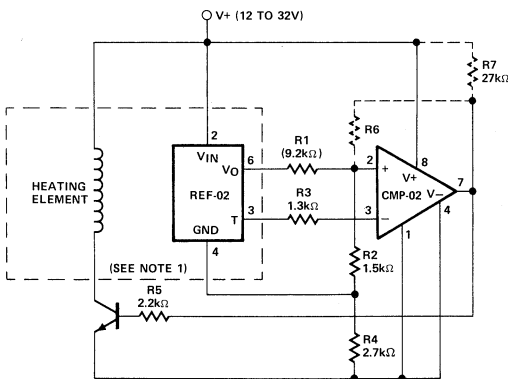 V+ (12 TO 32V)
R7
27kΩ
2
VIN
VO
6
REF-02
T
3
GND
4
HEATING
ELEMENT
(SEE NOTE 1)
R1
(9.2kΩ)
R3
1.3kΩ
R6
2
+
V+
8
CMP-02
V−
7
4
3
−
1
R2
1.5kΩ
R5
2.2kΩ
R4
2.7kΩ